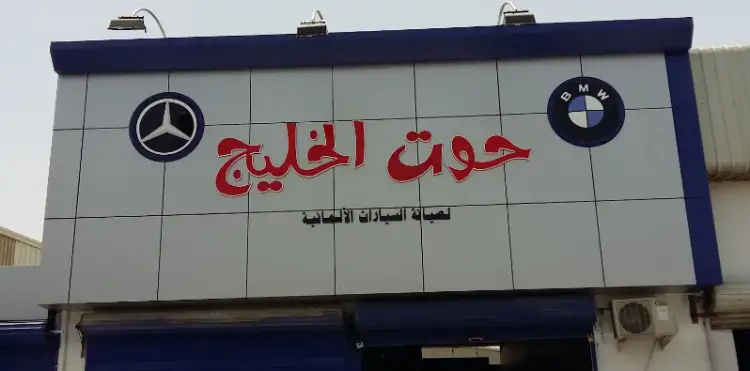 BMW
حوت الخليج
لصيانة السيارات الألمانية